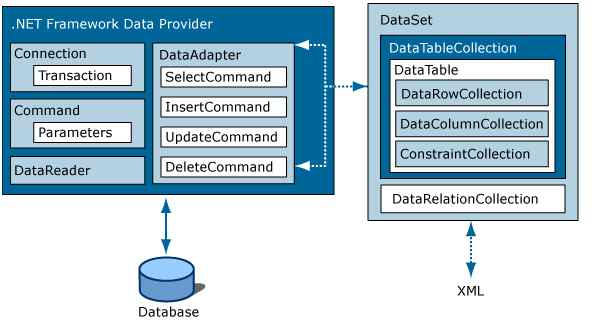 .NET Framework Data Provider
Connection
Transaction
Command
Parameters
DataReader
DataAdapter
SelectCommand
InsertCommand
UpdateCommand
DeleteCommand
DataSet
DataTableCollection
DataTable
DataRowCollection
DataColumnCollection
ConstraintCollection
DataRelationCollection
Database
XML